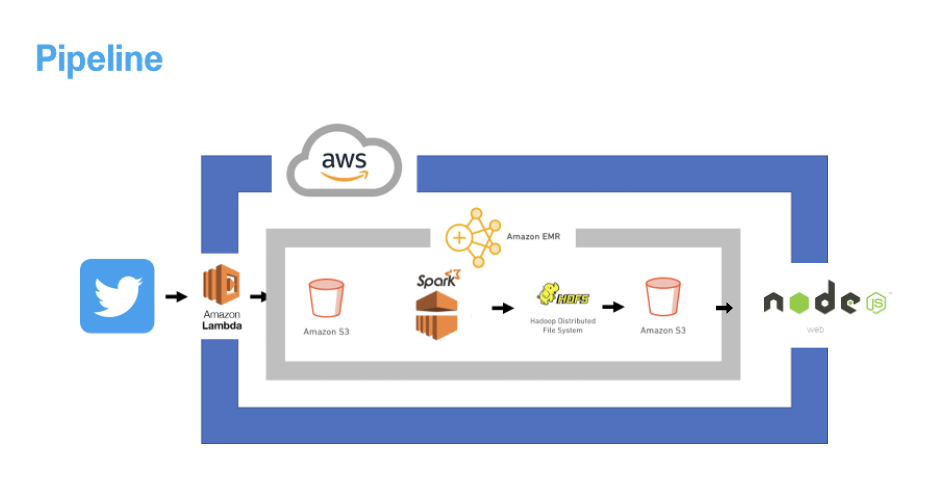 Pipeline
aws
Amazon EMR
Spark
HDFS
Amazon
Lambda
Amazon S3
Hadoop Distributed
File System
Amazon S3
node
JS
™
web